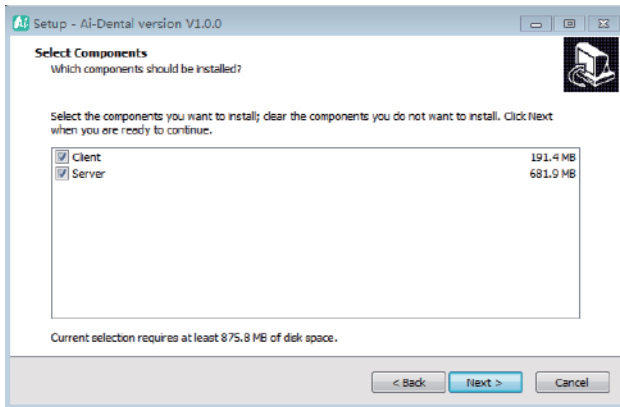 Ai Setup - Ai-Dental version V1.0.0
Select Components
Which components should be installed?
Select the components you want to install; clear the components you do not want to install. Click Next
when you are ready to continue.
Client 191.4 MB
Server 681.9 MB
Current selection requires at least 875.8 MB of disk space.
< Back Next > Cancel